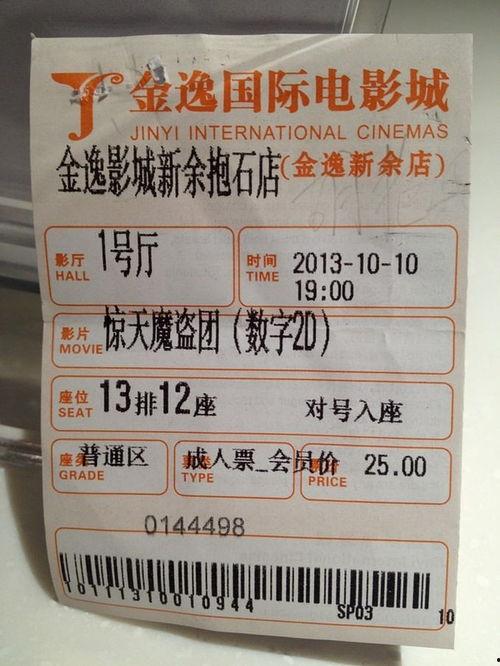 金逸国际电影城
JINYI INTERNATIONAL CINEMAS
金逸影城新余抱石店(金逸新余店)
影厅 1号厅 时间 2013-10-10
HALL TIME 19:00
影片 惊天魔盗团(数字2D)
MOVIE
座位 13排12座 对号入座
SEAT
座类 普通区 成人票_会员价 25.00
GRADE TYPE PRICE
0144498
10111310010944
SP03 10